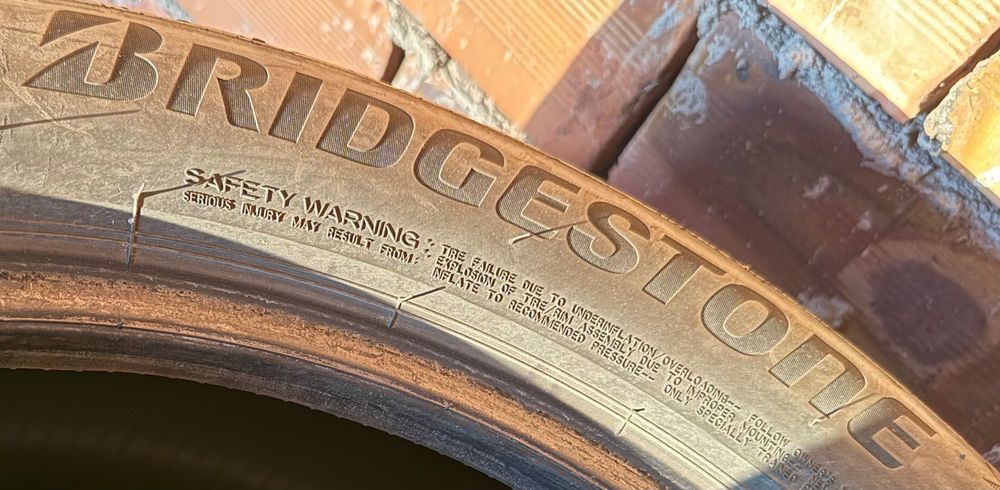 BRIDGESTONE
SAFETY WARNING:
SERIOUS INJURY MAY RESULT FROM:
TIRE FAILURE DUE TO UNDERINFLATION/OVERLOADING-- FOLLOW OWNER'S
EXPLOSION OF TIRE/RIM ASSEMBLY DUE TO IMPROPER MOUNTING--
INFLATE TO RECOMMENDED PRESSURE-- ONLY SPECIALLY